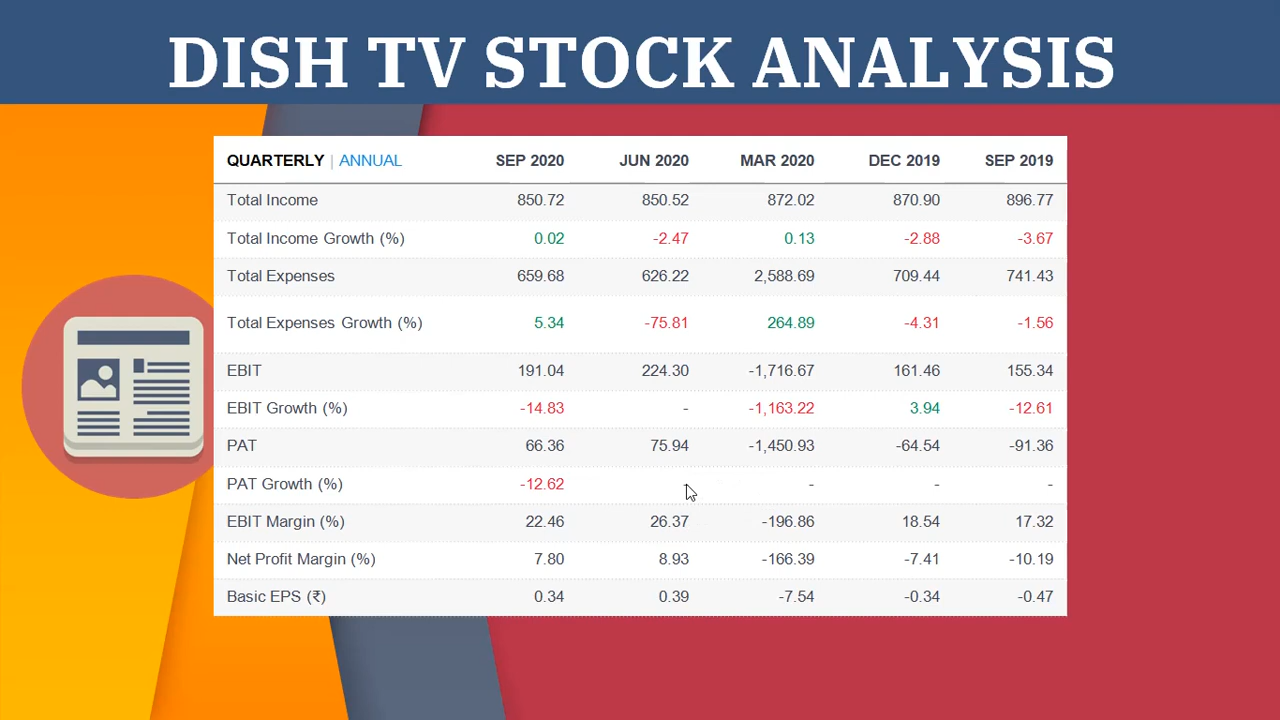 DISH TV STOCK ANALYSIS
QUARTERLY | ANNUAL SEP 2020 JUN 2020 MAR 2020 DEC 2019 SEP 2019
Total Income 850.72 850.52 872.02 870.90 896.77
Total Income Growth (%) 0.02 -2.47 0.13 -2.88 -3.67
Total Expenses 659.68 626.22 2,588.69 709.44 741.43
Total Expenses Growth (%) 5.34 -75.81 264.89 -4.31 -1.56
EBIT 191.04 224.30 -1,716.67 161.46 155.34
EBIT Growth (%) -14.83 - -1,163.22 3.94 -12.61
PAT 66.36 75.94 -1,450.93 -64.54 -91.36
PAT Growth (%) -12.62 - - - -
EBIT Margin (%) 22.46 26.37 -196.86 18.54 17.32
Net Profit Margin (%) 7.80 8.93 -166.39 -7.41 -10.19
Basic EPS (₹) 0.34 0.39 -7.54 -0.34 -0.47